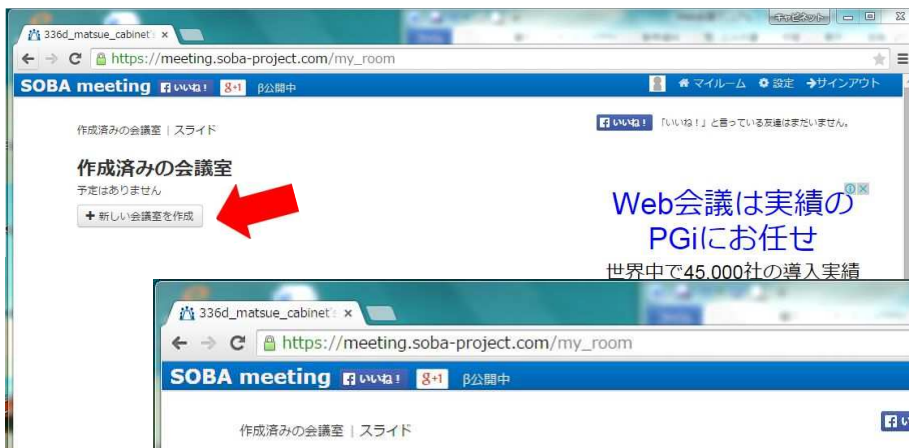 キャビネット
336d_matsue_cabinet's
https://meeting.soba-project.com/my_room
SOBA meeting いいね! 8+1 β公開中 マイルーム 設定 サインアウト
作成済みの会議室 | スライド
いいね! 「いいね!」と言っている友達はまだいません。
作成済みの会議室
予定はありません
+ 新しい会議室を作成
Web会議は実績の
PGiにお任せ
世界中で45,000社の導入実績
336d_matsue_cabinet's
https://meeting.soba-project.com/my_room
SOBA meeting いいね! 8+1 β公開中
作成済みの会議室 | スライド